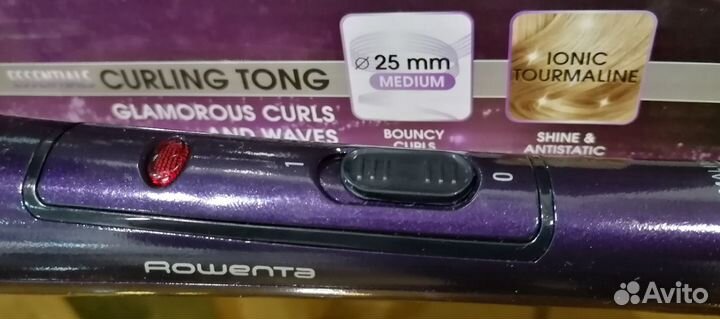 ESSENTIALS CURLING TONG
GLAMOROUS CURLS
AND WAVES
Ø 25 mm
MEDIUM
BOUNCY
CURLS
IONIC
TOURMALINE
SHINE &
ANTISTATIC
1
0
ROWENTA
Avito